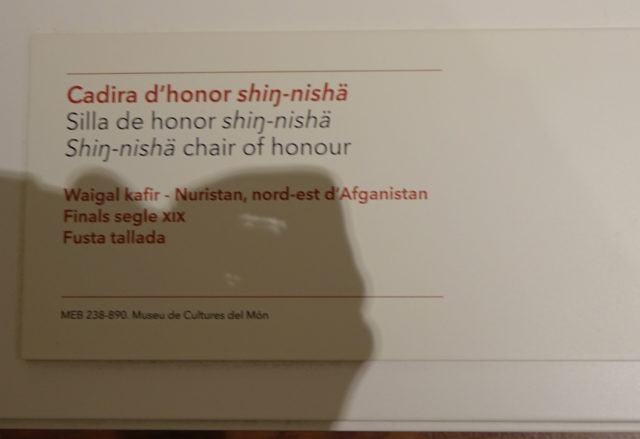 Cadira d'honor shiŋ-nishä
Silla de honor shiŋ-nishä
Shiŋ-nishä chair of honour
Waigal kafir - Nuristan, nord-est d'Afganistan
Finals segle XIX
Fusta tallada
MEB 238-890. Museu de Cultures del Món